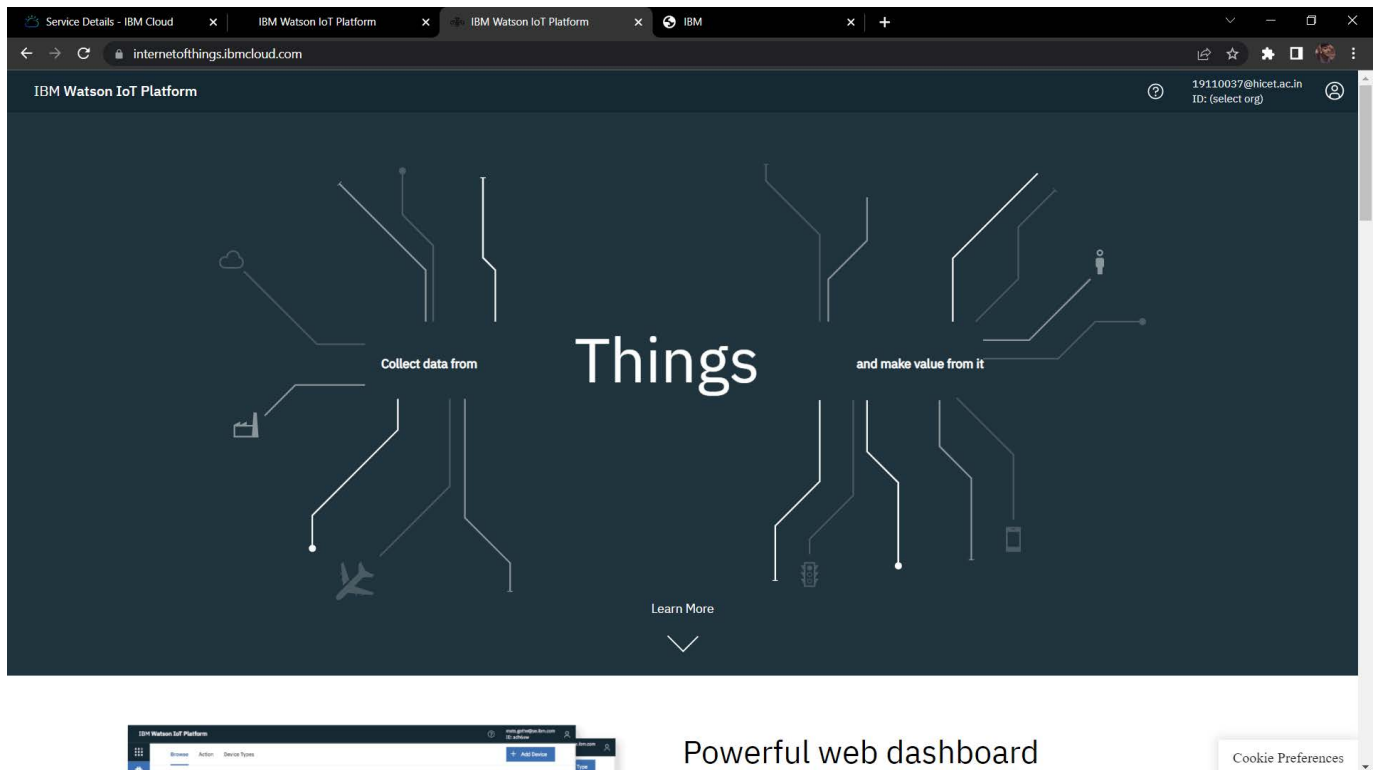 Service Details - IBM Cloud
IBM Watson IoT Platform
IBM Watson IoT Platform
IBM
internetofthings.ibmcloud.com
IBM Watson IoT Platform
19110037@hicet.ac.in
ID: (select org)
Collect data from
Things
and make value from it
Learn More
IBM Watson IoT Platform
Browse Action Device Types
+ Add Device
Type
Powerful web dashboard
Cookie Preferences